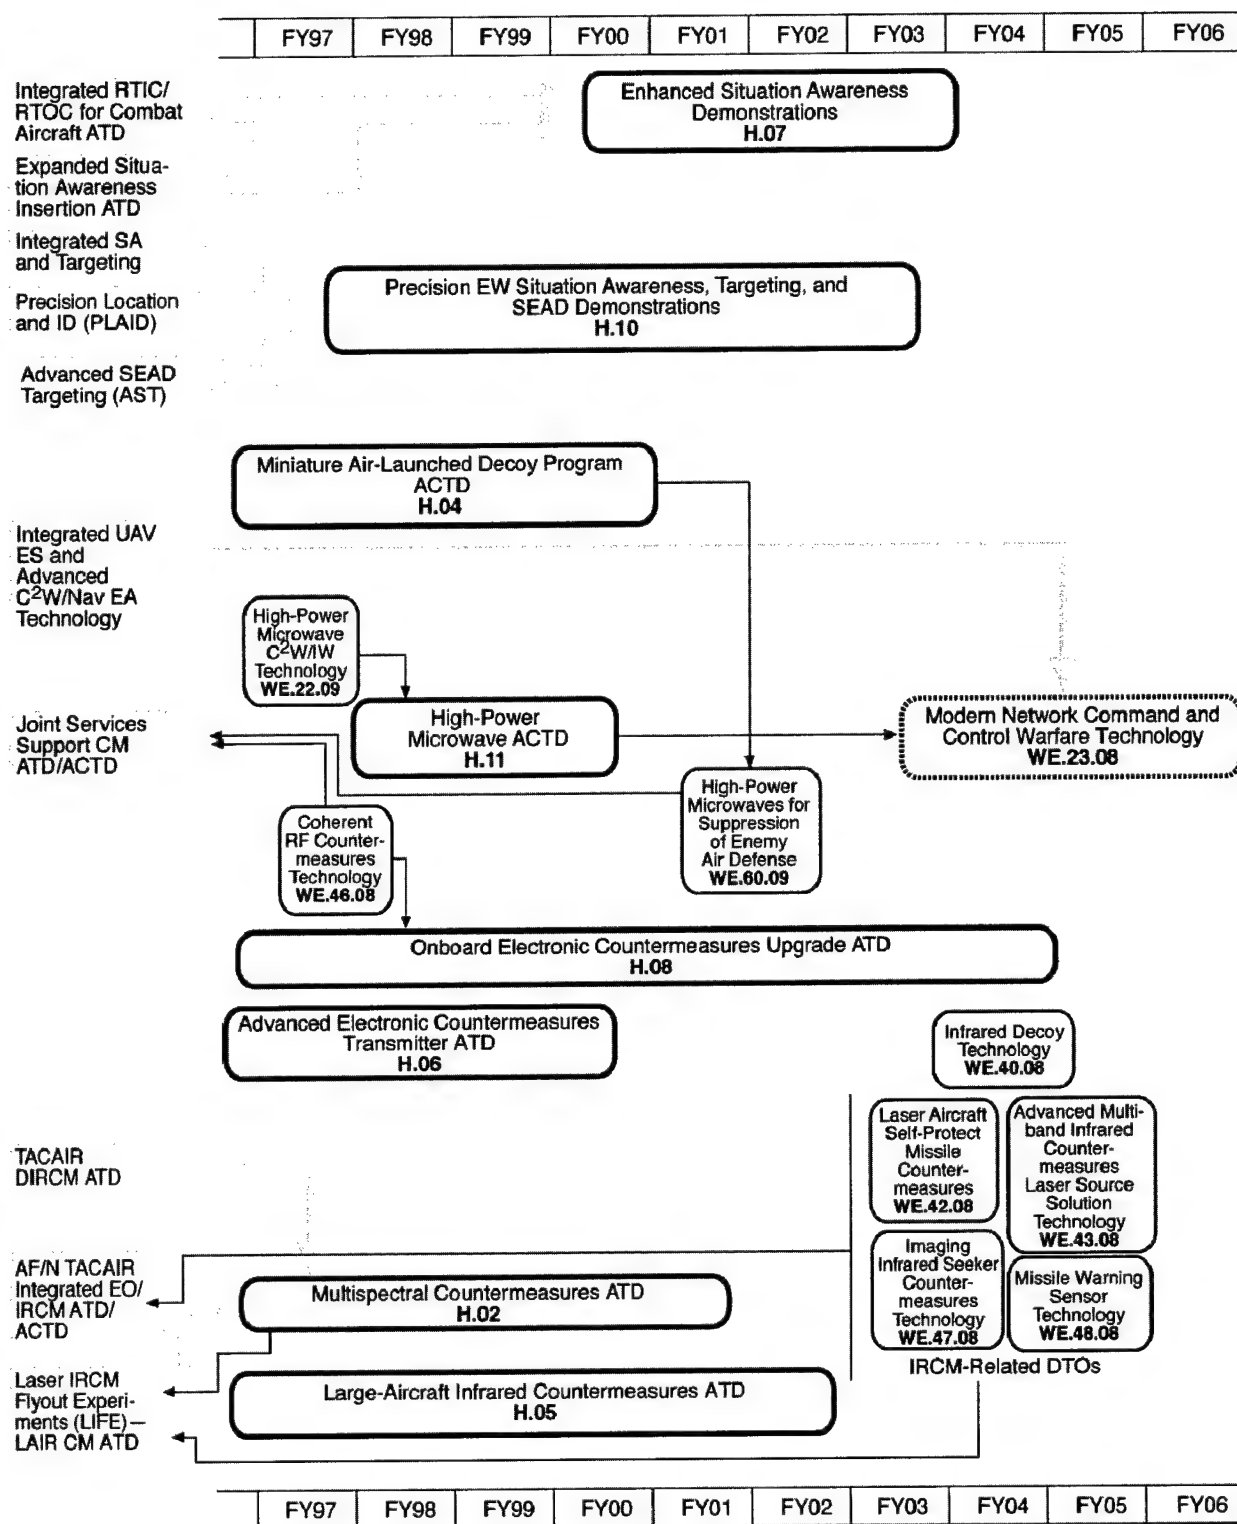 FY97 FY98 FY99 FY00 FY01 FY02 FY03 FY04 FY05 FY06
Integrated RTIC/
RTOC for Combat
Aircraft ATD
Enhanced Situation Awareness
Demonstrations
H.07
Expanded Situa-
tion Awareness
Insertion ATD
Integrated SA
and Targeting
Precision Location
and ID (PLAID)
Precision EW Situation Awareness, Targeting, and
SEAD Demonstrations
H.10
Advanced SEAD
Targeting (AST)
Miniature Air-Launched Decoy Program
ACTD
H.04
Integrated UAV
ES and
Advanced
C2W/Nav EA
Technology
High-Power
Microwave
C2W/IW
Technology
WE.22.09
Joint Services
Support CM
ATD/ACTD
High-Power
Microwave ACTD
H.11
Modern Network Command and
Control Warfare Technology
WE.23.08
High-Power
Microwaves for
Suppression
of Enemy
Air Defense
WE.60.09
Coherent
RF Counter-
measures
Technology
WE.46.08
Onboard Electronic Countermeasures Upgrade ATD
H.08
Advanced Electronic Countermeasures
Transmitter ATD
H.06
Infrared Decoy
Technology
WE.40.08
Laser Aircraft
Self-Protect
Missile
Counter-
measures
WE.42.08
Advanced Multi-
band Infrared
Counter-
measures
Laser Source
Solution
Technology
WE.43.08
TACAIR
DIRCM ATD
Imaging
Infrared Seeker
Counter-
measures
Technology
WE.47.08
Missile Warning
Sensor
Technology
WE.48.08
IRCM-Related DTOs
AF/N TACAIR
Integrated EO/
IRCM ATD/
ACTD
Multispectral Countermeasures ATD
H.02
Laser IRCM
Flyout Experi-
ments (LIFE)—
LAIR CM ATD
Large-Aircraft Infrared Countermeasures ATD
H.05
FY97 FY98 FY99 FY00 FY01 FY02 FY03 FY04 FY05 FY06